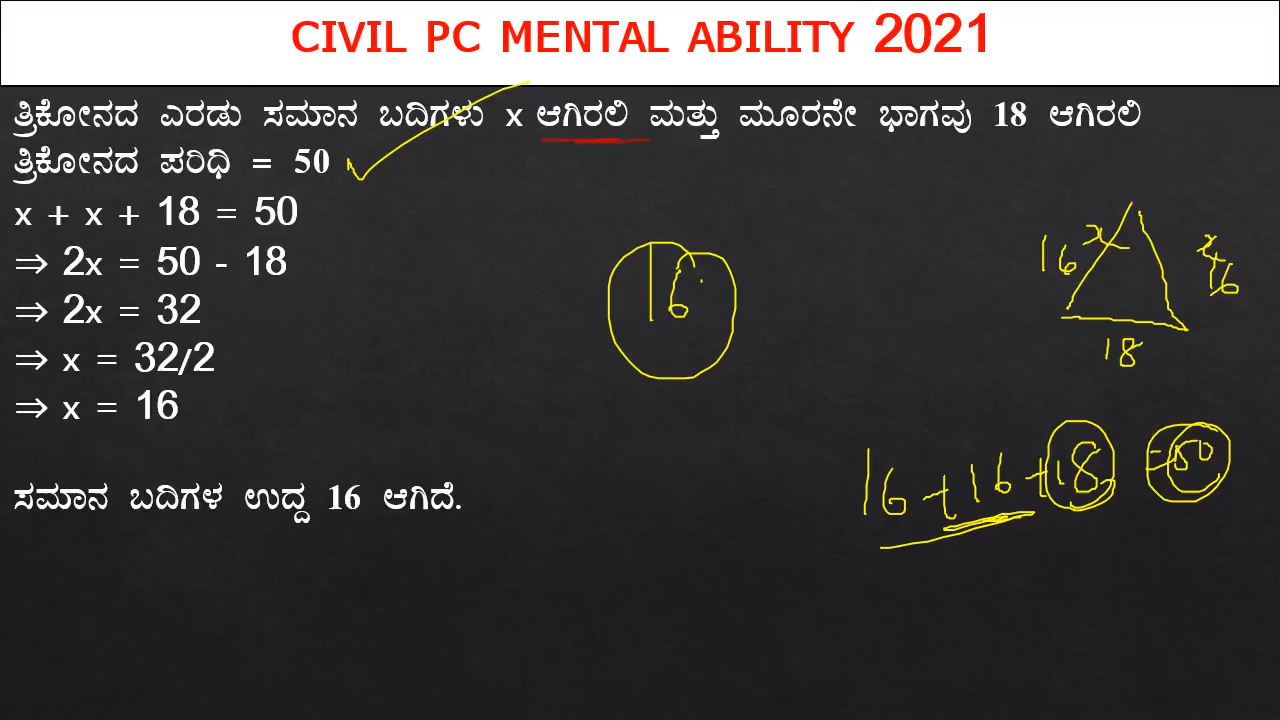 CIVIL PC MENTAL ABILITY 2021
ತ್ರಿಕೋನದ ಎರಡು ಸಮಾನ ಬದಿಗಳು x ಆಗಿರಲಿ ಮತ್ತು ಮೂರನೇ ಭಾಗವು 18 ಆಗಿರಲಿ
ತ್ರಿಕೋನದ ಪರಿಧಿ = 50
x + x + 18 = 50
⇒ 2x = 50 - 18
⇒ 2x = 32
⇒ x = 32/2
⇒ x = 16
ಸಮಾನ ಬದಿಗಳ ಉದ್ದ 16 ಆಗಿದೆ.
16
16 x
x 16
18
16 + 16 + 18 = 50